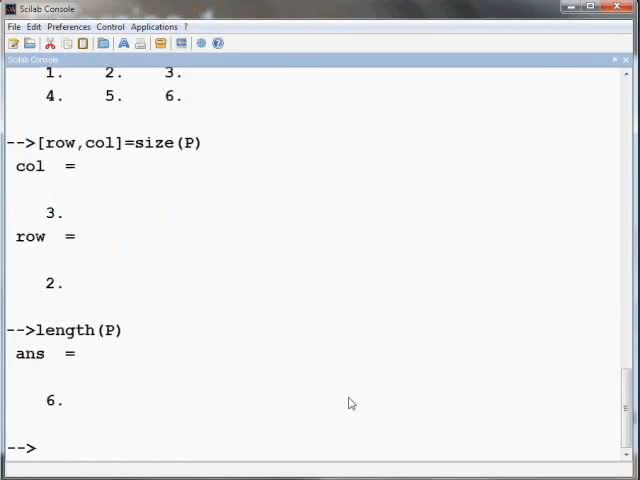 Scilab Console
File Edit Preferences Control Applications ?
Scilab Console
1. 2. 3.
4. 5. 6.
-->[row,col]=size(P)
col =
3.
row =
2.
-->length(P)
ans =
6.
-->